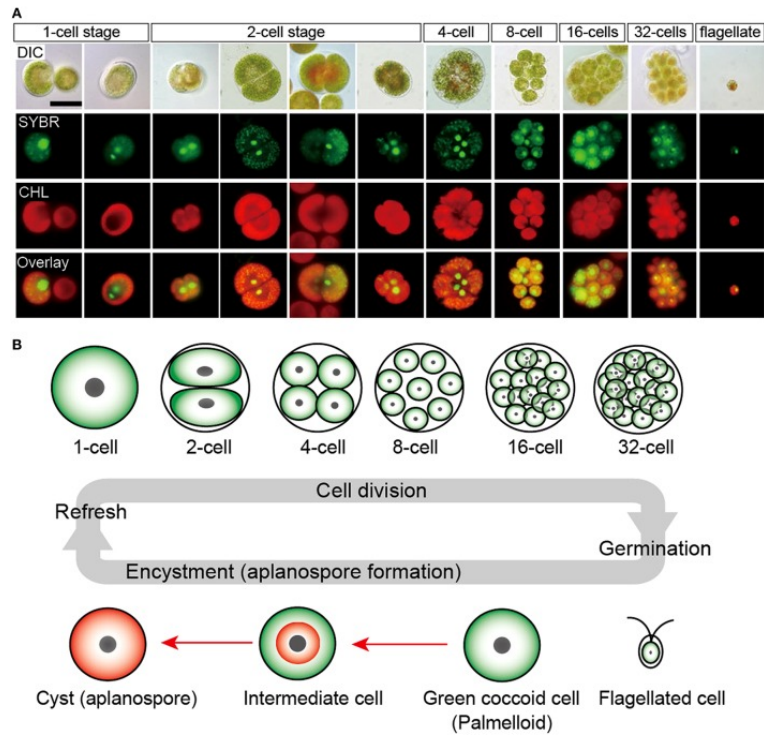 A
1-cell stage 2-cell stage 4-cell 8-cell 16-cells 32-cells flagellate
DIC
SYBR
CHL
Overlay
B
1-cell 2-cell 4-cell 8-cell 16-cell 32-cell
Cell division
Refresh
Germination
Encystment (aplanospore formation)
Cyst (aplanospore) Intermediate cell Green coccoid cell Flagellated cell
(Palmelloid)